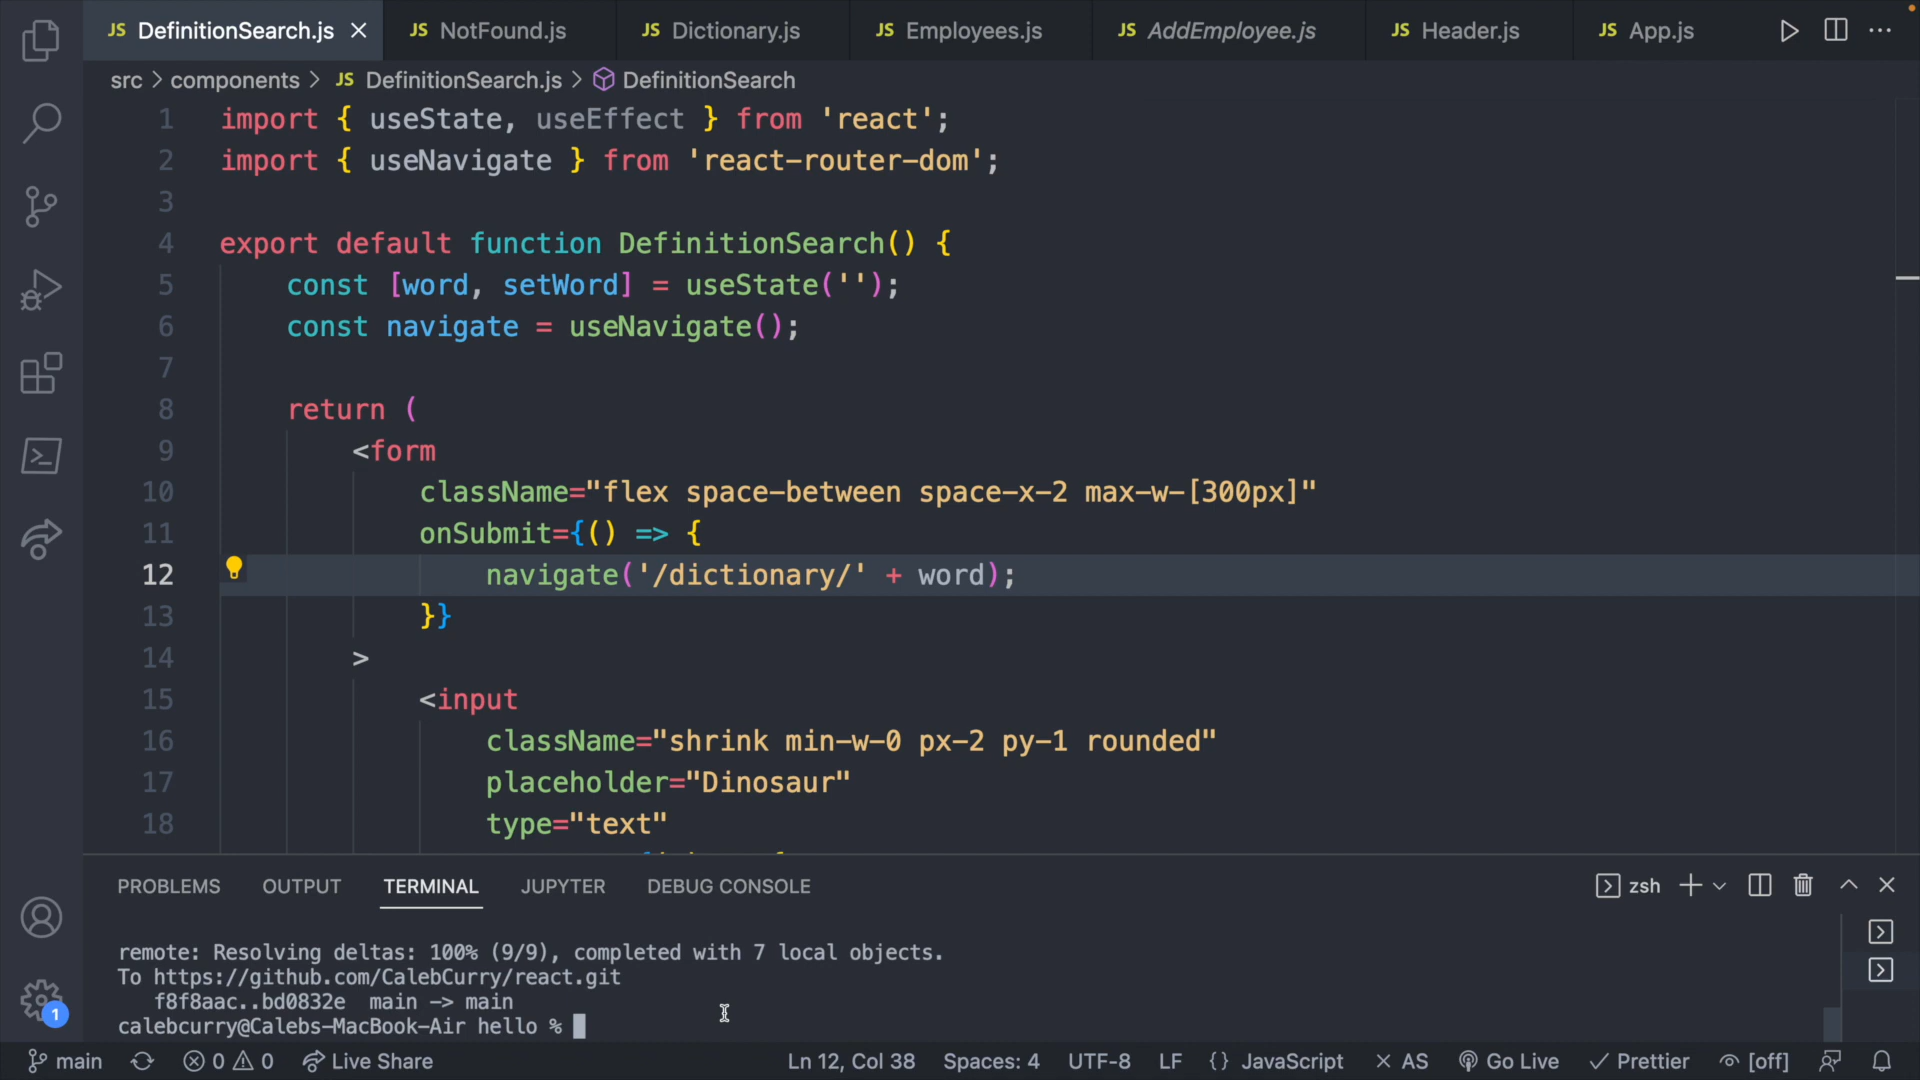 JS DefinitionSearch.js
JS NotFound.js
JS Dictionary.js
JS Employees.js
JS AddEmployee.js
JS Header.js
JS App.js
src > components > JS DefinitionSearch.js > DefinitionSearch
1 import { useState, useEffect } from 'react';
2 import { useNavigate } from 'react-router-dom';
3
4 export default function DefinitionSearch() {
5 const [word, setWord] = useState('');
6 const navigate = useNavigate();
7
8 return (
9 <form
10 className="flex space-between space-x-2 max-w-[300px]"
11 onSubmit={() => {
12 navigate('/dictionary/' + word);
13 }}
14 >
15 <input
16 className="shrink min-w-0 px-2 py-1 rounded"
17 placeholder="Dinosaur"
18 type="text"
PROBLEMS OUTPUT TERMINAL JUPYTER DEBUG CONSOLE zsh
remote: Resolving deltas: 100% (9/9), completed with 7 local objects.
To https://github.com/CalebCurry/react.git
f8f8aac..bd0832e main -> main
calebcurry@Calebs-MacBook-Air hello %
1
main 0 0 Live Share Ln 12, Col 38 Spaces: 4 UTF-8 LF {} JavaScript AS Go Live Prettier [off]